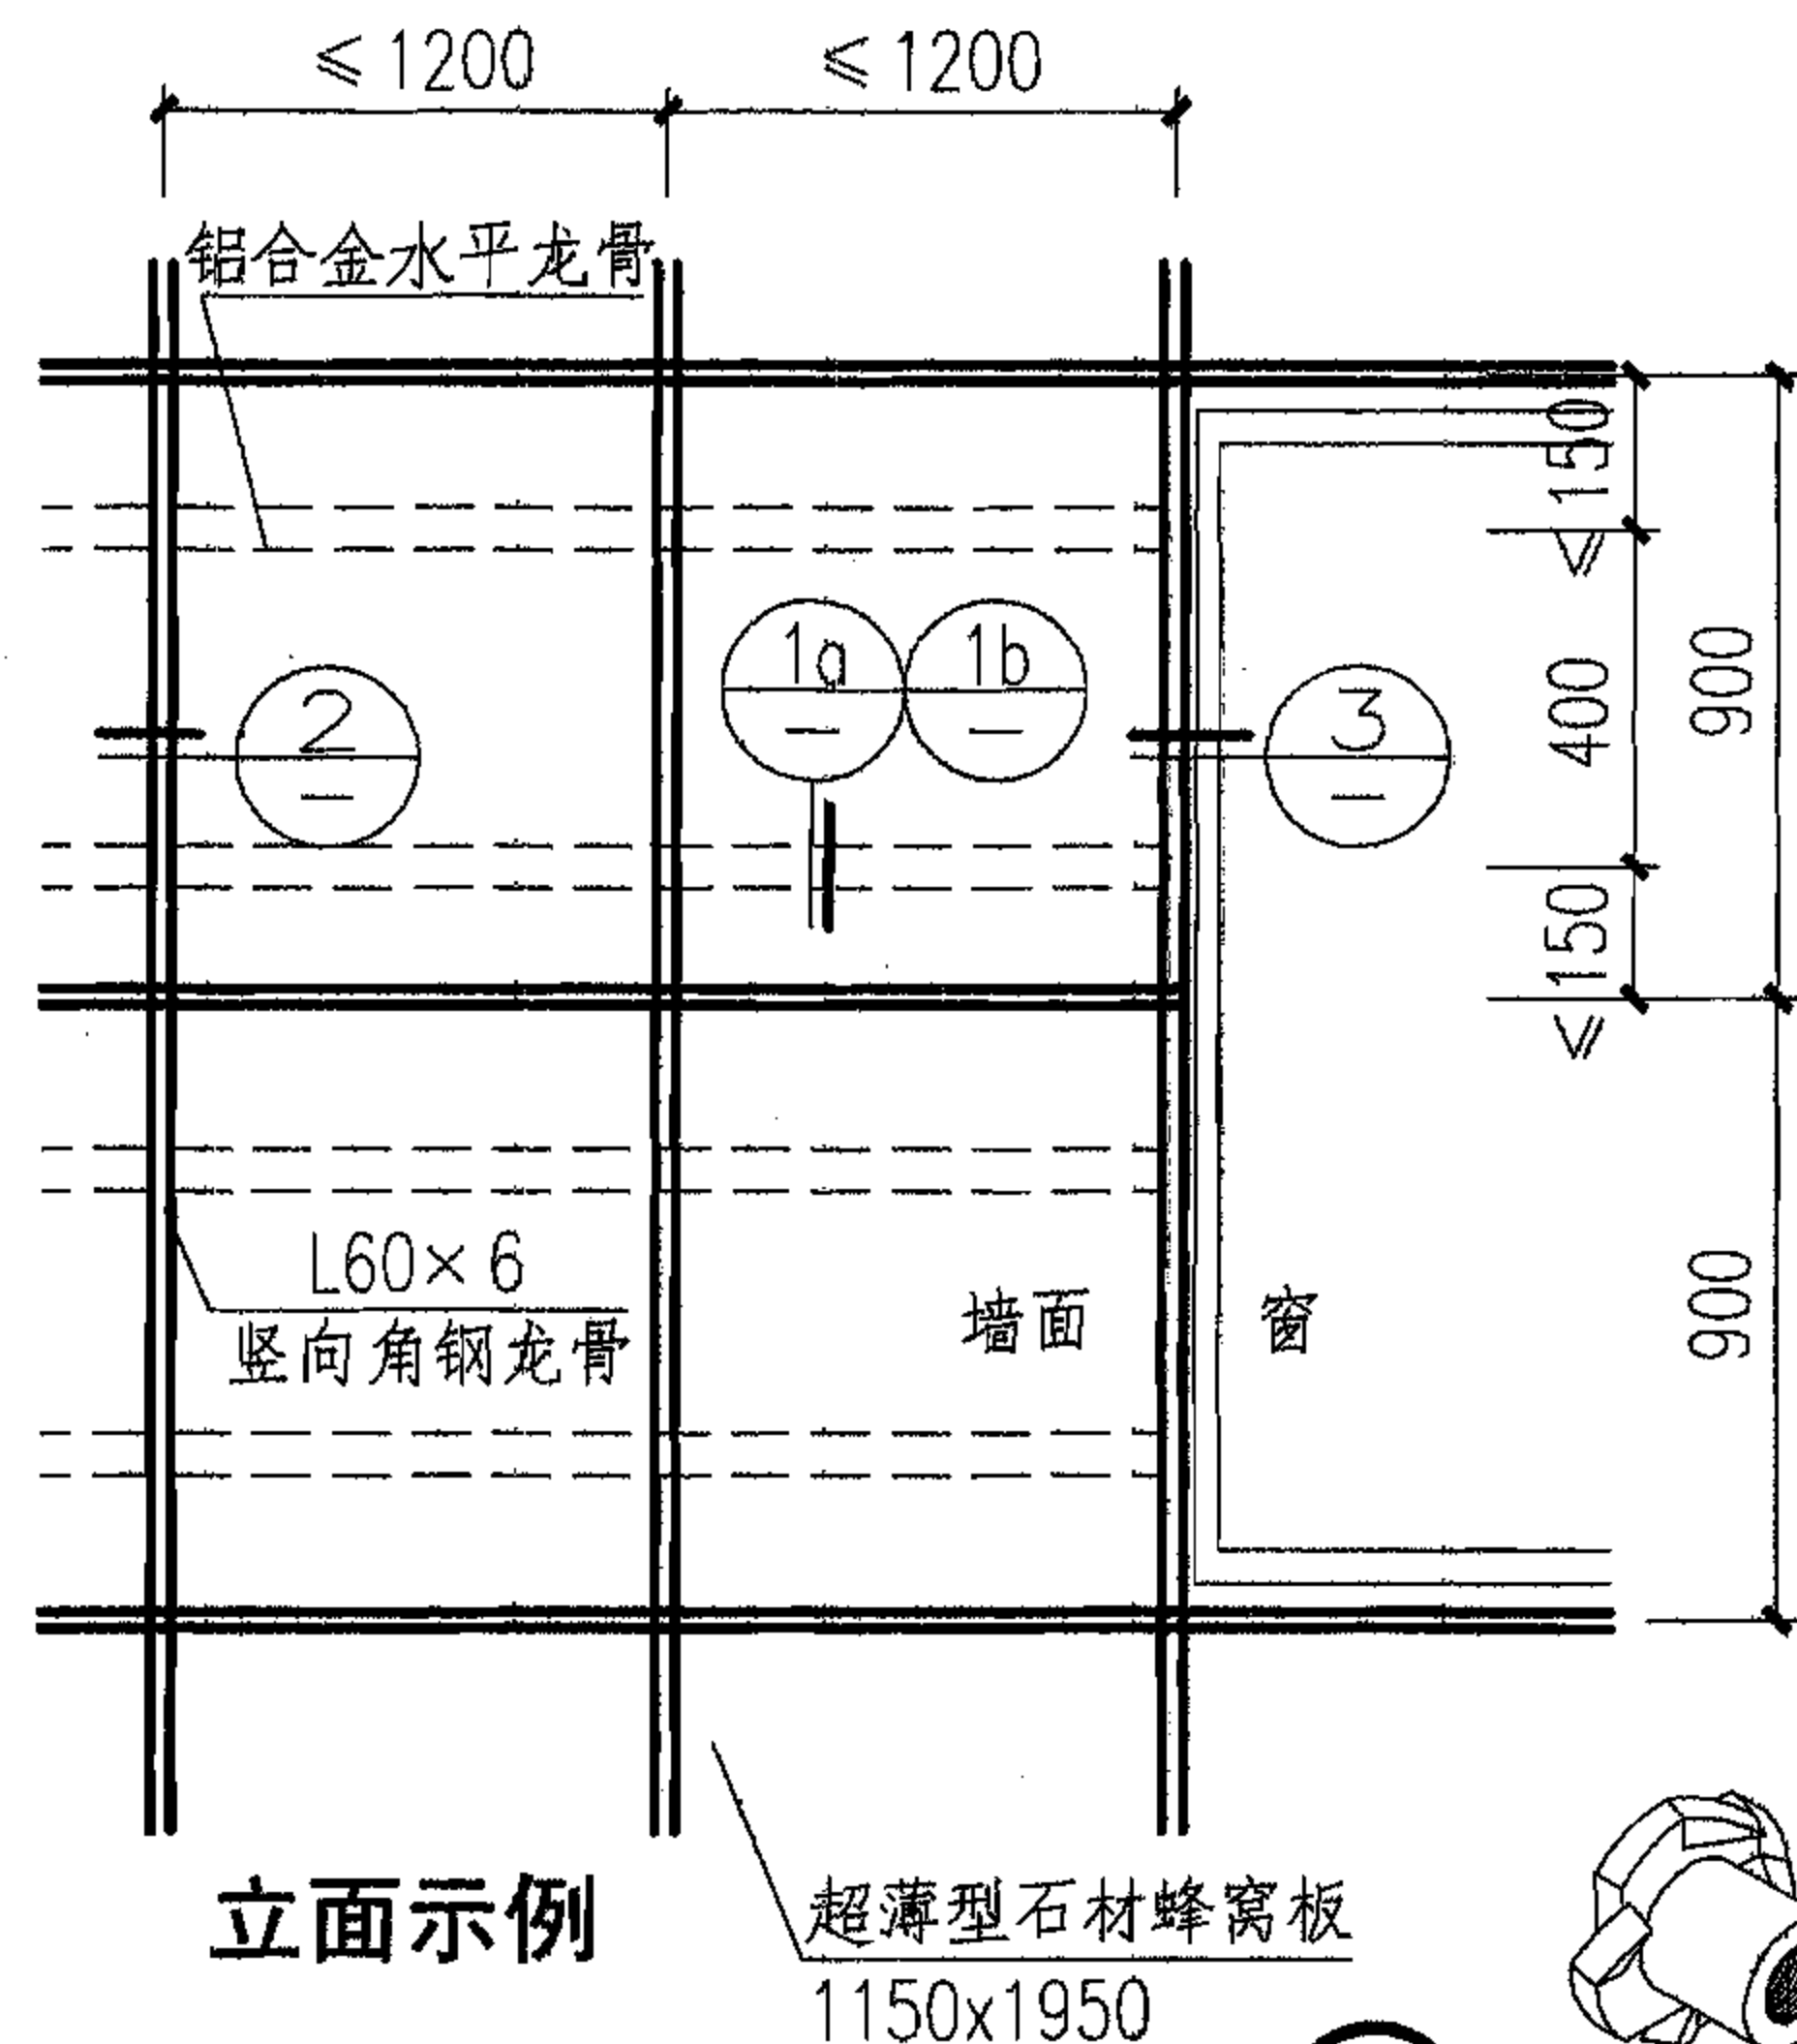 ≤1200
≤1200
铝合金水平龙骨
≤150
400
900
≤150
1a
1b
2
3
L60×6
竖向角钢龙骨
墙面
窗
900
立面示例
超薄型石材蜂窝板
1150x1950